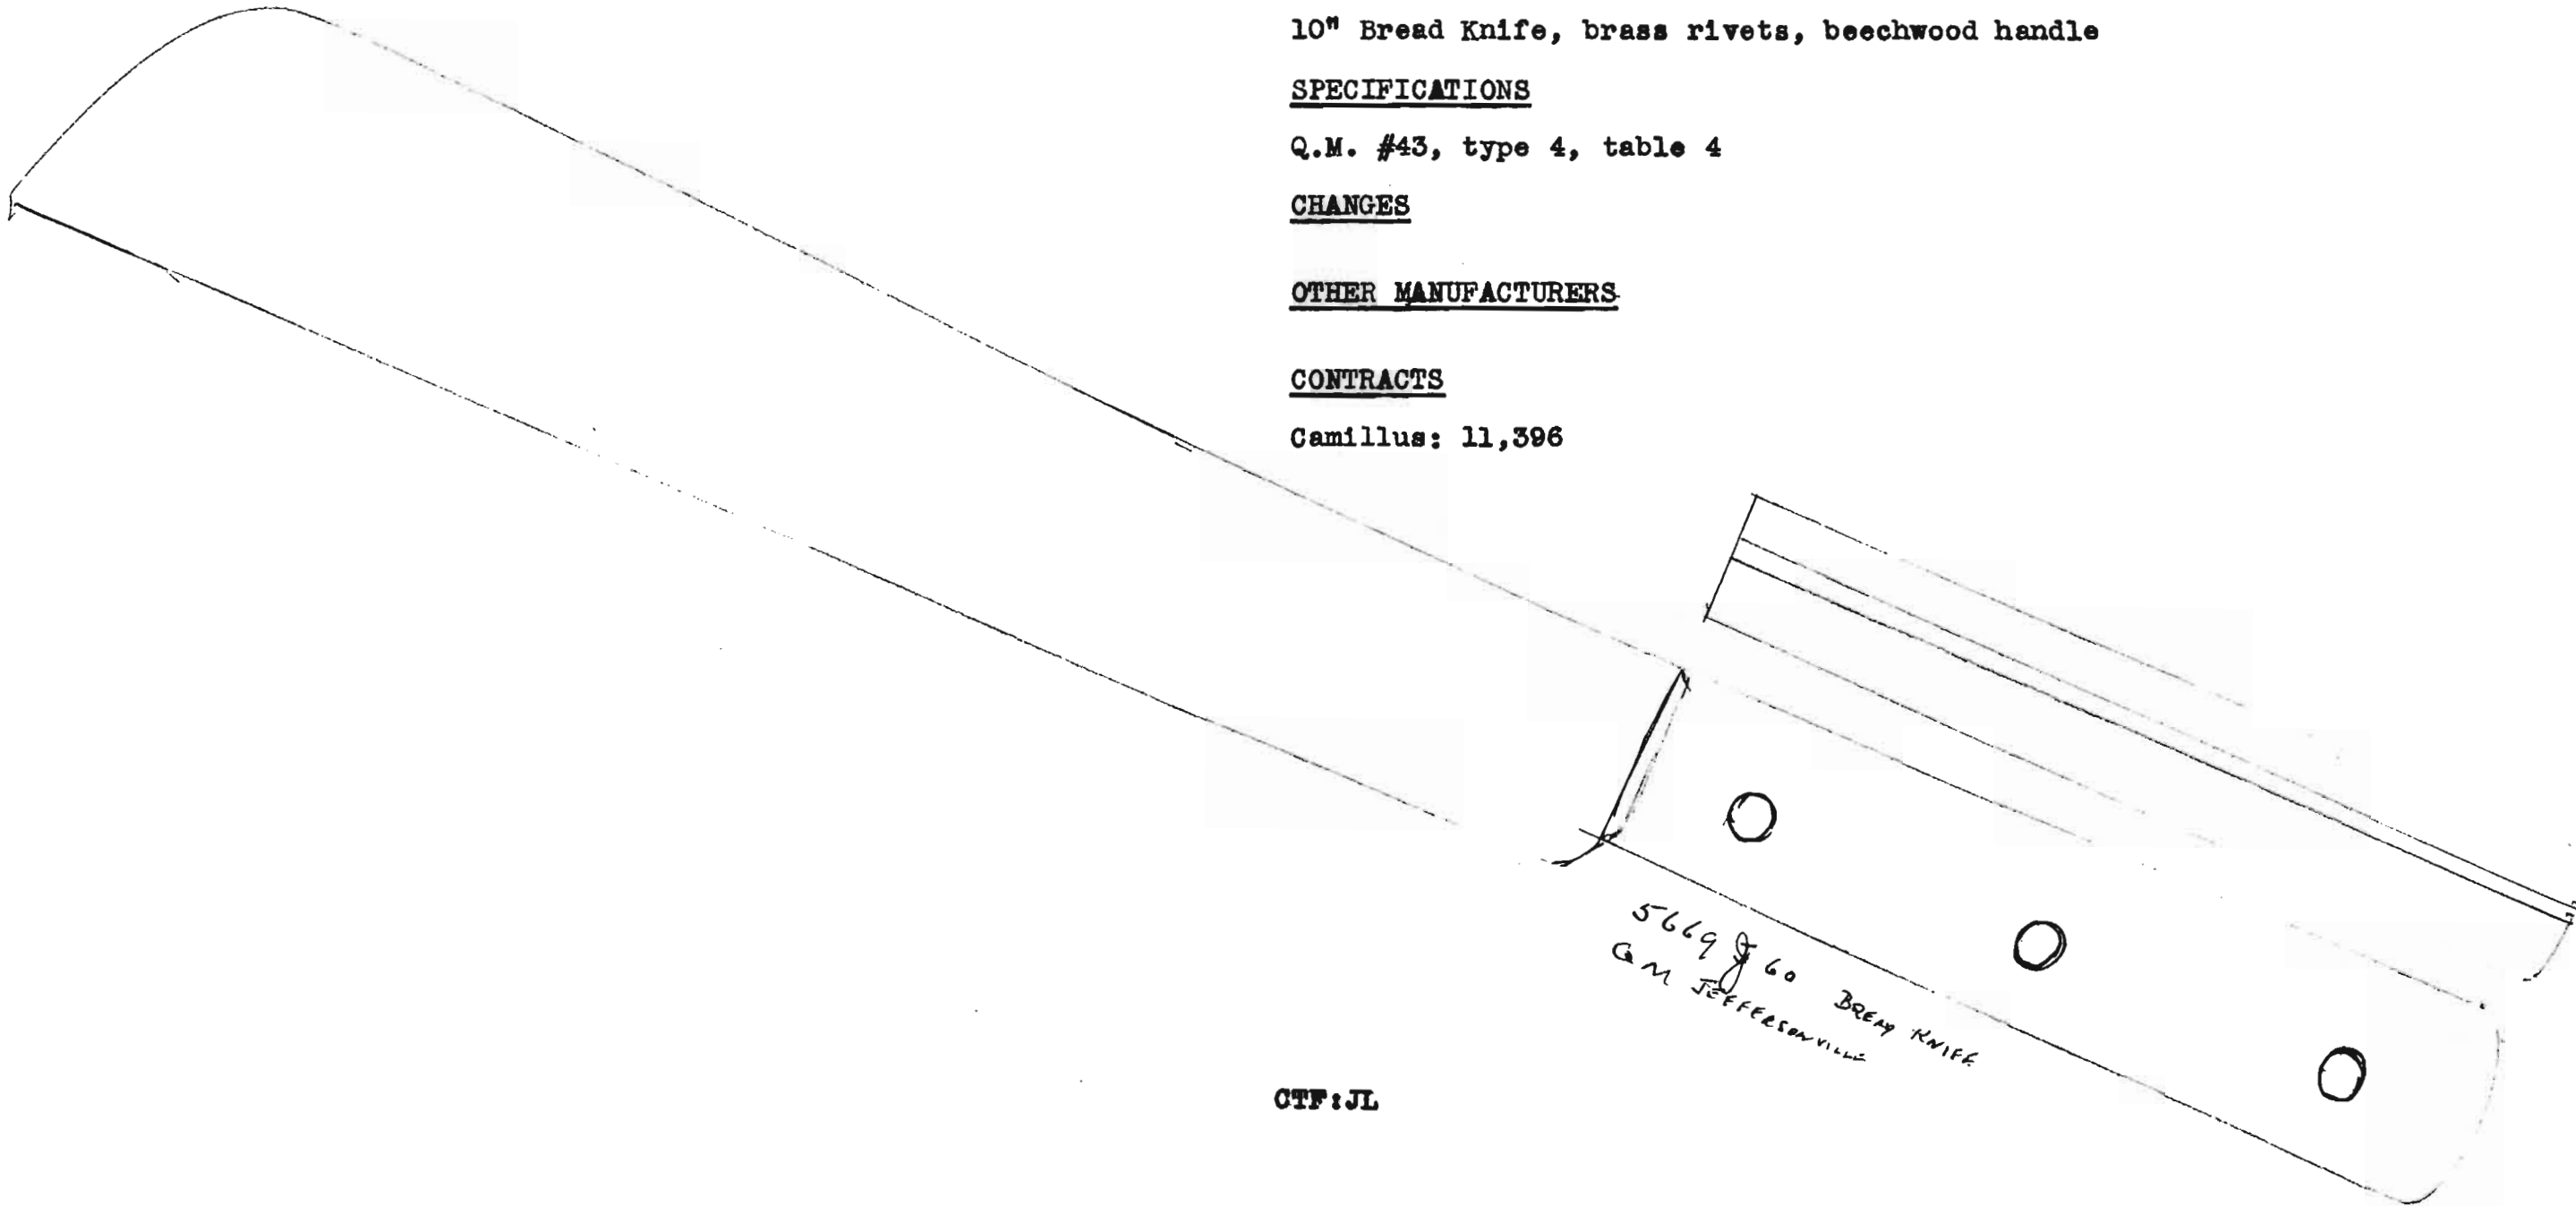 10" Bread Knife, brass rivets, beechwood handle
SPECIFICATIONS
Q.M. #43, type 4, table 4
CHANGES
OTHER MANUFACTURERS
CONTRACTS
Camillus: 11,396
5669 J 60 BREAD KNIFE
QM JEFFERSONVILLE
CTF:JL